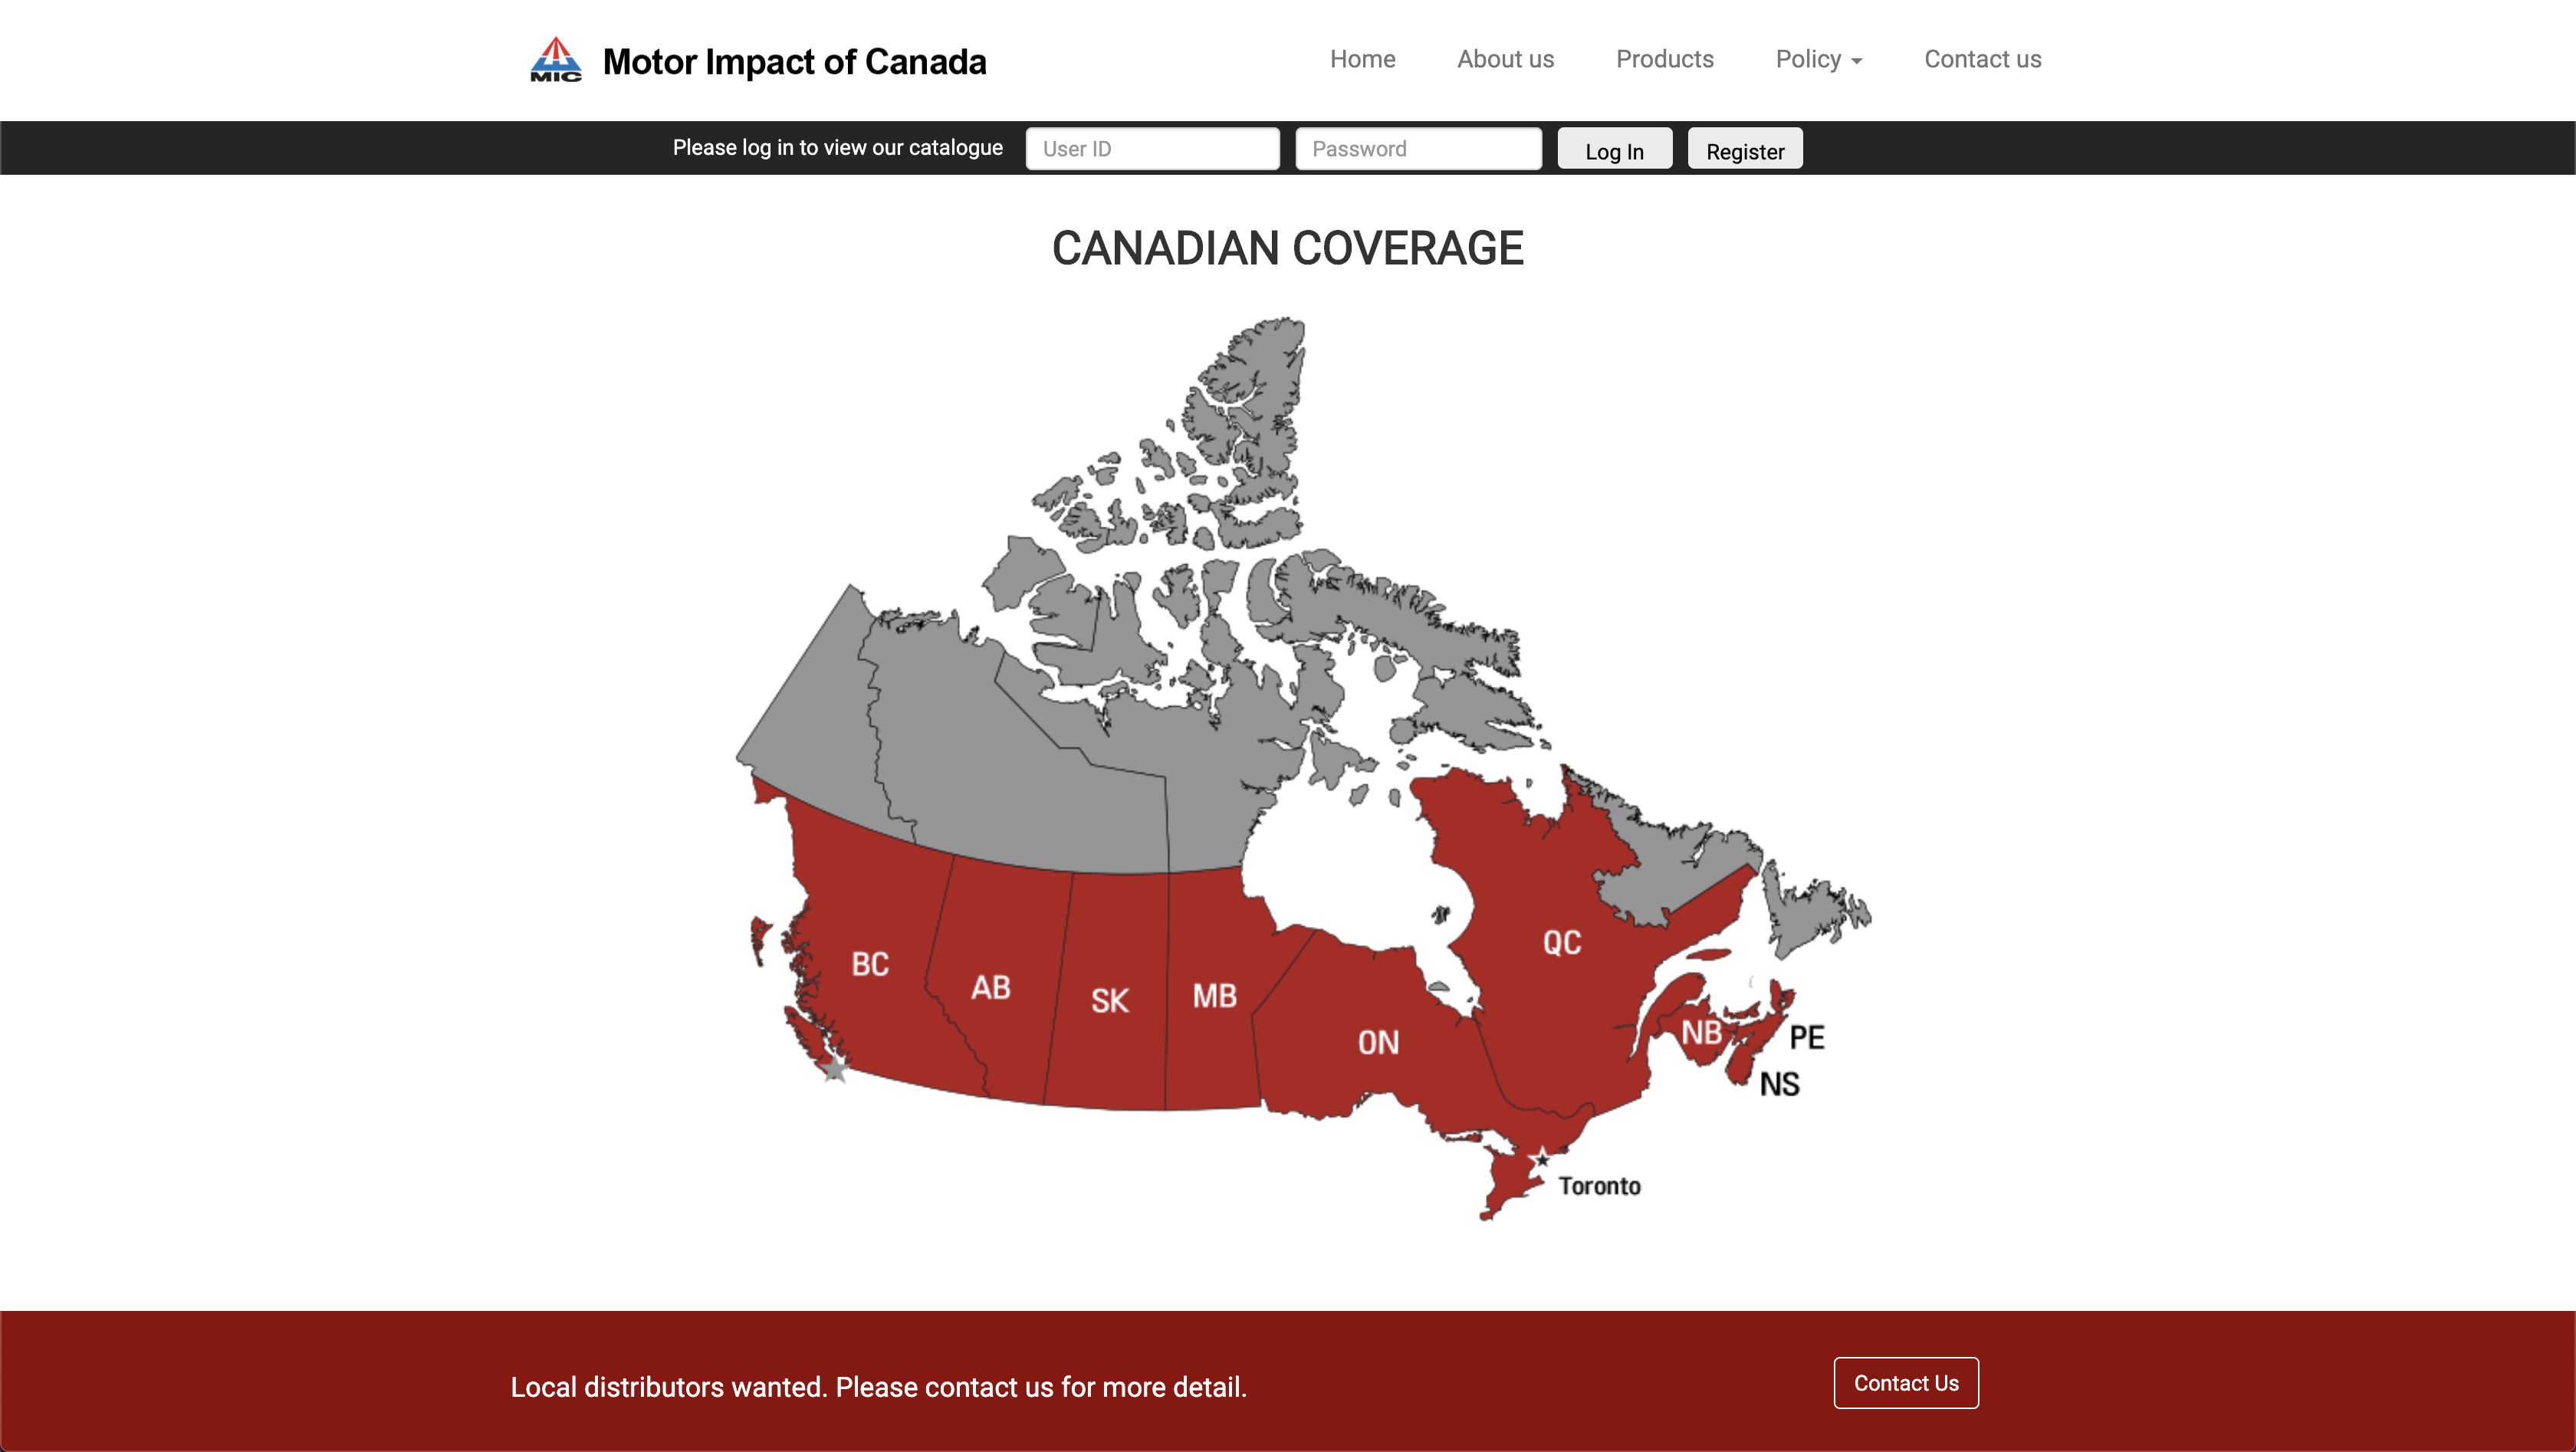 MIC Motor Impact of Canada
Home About us Products Policy Contact us
Please log in to view our catalogue User ID Password Log In Register
CANADIAN COVERAGE
BC
AB
SK
MB
ON
QC
NB
PE
NS
Toronto
Local distributors wanted. Please contact us for more detail. Contact Us